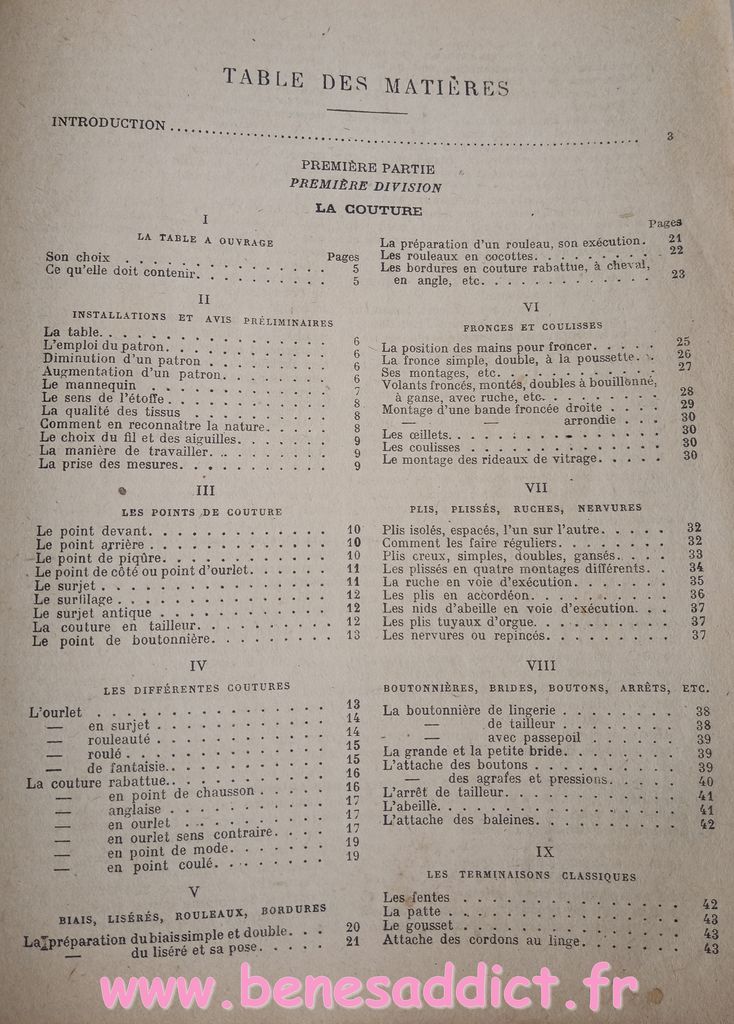 TABLE DES MATIÈRES
INTRODUCTION . . . . . . . . . . . . . . . . . . . . 3
PREMIÈRE PARTIE
PREMIÈRE DIVISION
LA COUTURE
I
LA TABLE A OUVRAGE
Pages
Son choix . . . . . . . . . . 5
Ce qu'elle doit contenir. . . . . . . . . . 5
II
INSTALLATIONS ET AVIS PRÉLIMINAIRES
La table. . . . . . . . . . 6
L'emploi du patron. . . . . . . . . . 6
Diminution d'un patron . . . . . . . . . . 6
Augmentation d'un patron. . . . . . . . . . 6
Le mannequin . . . . . . . . . . 7
Le sens de l'étoffe. . . . . . . . . . 8
La qualité des tissus . . . . . . . . . . 8
Comment en reconnaître la nature. . . . . . 8
Le choix du fil et des aiguilles. . . . . . . 9
La manière de travailler. . . . . . . . . . 9
La prise des mesures. . . . . . . . . . 9
III
LES POINTS DE COUTURE
Le point devant. . . . . . . . . . 10
Le point arrière . . . . . . . . . . 10
Le point de piqûre. . . . . . . . . . 10
Le point de côté ou point d'ourlet. . . . . . 11
Le surjet . . . . . . . . . . 11
Le surfilage . . . . . . . . . . 12
Le surjet antique . . . . . . . . . . 12
La couture en tailleur. . . . . . . . . . 12
Le point de boutonnière. . . . . . . . . . 13
IV
LES DIFFÉRENTES COUTURES
L'ourlet . . . . . . . . . . 13
— en surjet . . . . . . . . . . 14
— rouleauté . . . . . . . . . . 14
— roulé . . . . . . . . . . 15
— de fantaisie. . . . . . . . . . 15
La couture rabattue. . . . . . . . . . 16
— en point de chausson . . . . . 16
— anglaise . . . . . . . . . . 17
— en ourlet . . . . . . . . . . 17
— en ourlet sens contraire. . . . 17
— en point de mode. . . . . . . 19
— en point coulé. . . . . . . . 19
V
BIAIS, LISÉRÉS, ROULEAUX, BORDURES
La préparation du biais simple et double. . . 20
— du liséré et sa pose. . . . . 21
Pages
La préparation d'un rouleau, son exécution. 21
Les rouleaux en cocottes. . . . . . . . . . 22
Les bordures en couture rabattue, à cheval,
en angle, etc. . . . . . . . . . 23
VI
FRONCES ET COULISSES
La position des mains pour froncer. . . . . 25
La fronce simple, double, à la poussette. . . 26
Ses montages, etc. . . . . . . . . . 27
Volants froncés, montés, doubles à bouillonné,
à ganse, avec ruche, etc. . . . . . . . . . 28
Montage d'une bande froncée droite . . . . 29
— — arrondie . . . 30
Les œillets. . . . . . . . . . 30
Les coulisses . . . . . . . . . . 30
Le montage des rideaux de vitrage. . . . . 30
VII
PLIS, PLISSÉS, RUCHES, NERVURES
Plis isolés, espacés, l'un sur l'autre. . . . . 32
Comment les faire réguliers. . . . . . . . 32
Plis creux, simples, doubles, gansés. . . . . 33
Les plissés en quatre montages différents. . 34
La ruche en voie d'exécution. . . . . . . 35
Les plis en accordéon. . . . . . . . . . 36
Les nids d'abeille en voie d'exécution. . . 37
Les plis tuyaux d'orgue. . . . . . . . . . 37
Les nervures ou repincés. . . . . . . . . 37
VIII
BOUTONNIÈRES, BRIDES, BOUTONS, ARRÊTS, ETC.
La boutonnière de lingerie . . . . . . . . 38
— de tailleur . . . . . . . . 38
— avec passepoil . . . . . . 39
La grande et la petite bride. . . . . . . . 39
L'attache des boutons . . . . . . . . . . 39
— des agrafes et pressions. . . . . 40
L'arrêt de tailleur. . . . . . . . . . 41
L'abeille. . . . . . . . . . 41
L'attache des baleines. . . . . . . . . . 42
IX
LES TERMINAISONS CLASSIQUES
Les fentes . . . . . . . . . . 42
La patte . . . . . . . . . . 43
Le gousset . . . . . . . . . . 43
Attache des cordons au linge. . . . . . . 43
www.benesaddict.fr